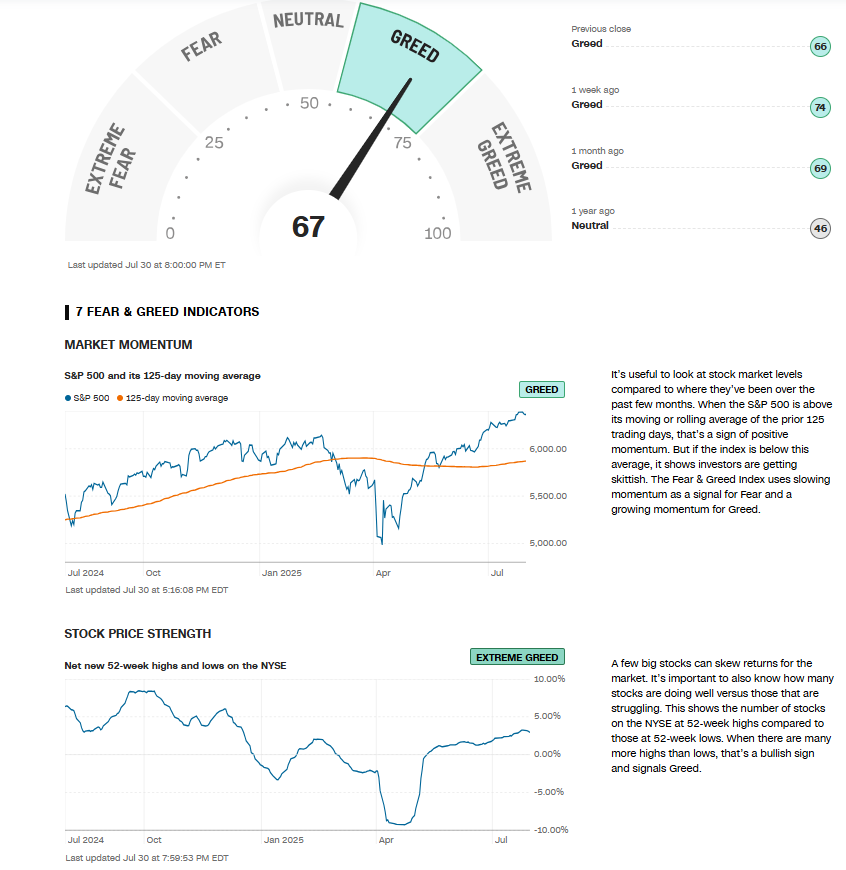 NEUTRAL
FEAR
GREED
EXTREME
FEAR
EXTREME
GREED
50
25
75
0
100
67
Last updated Jul 30 at 8:00:00 PM ET
Previous close
Greed
66
1 week ago
Greed
74
1 month ago
Greed
69
1 year ago
Neutral
46
7 FEAR & GREED INDICATORS
MARKET MOMENTUM
S&P 500 and its 125-day moving average
GREED
S&P 500
125-day moving average
6,000.00
5,500.00
5,000.00
Jul 2024
Oct
Jan 2025
Apr
Jul
Last updated Jul 30 at 5:16:08 PM EDT
It's useful to look at stock market levels
compared to where they've been over the
past few months. When the S&P 500 is above
its moving or rolling average of the prior 125
trading days, that's a sign of positive
momentum. But if the index is below this
average, it shows investors are getting
skittish. The Fear & Greed Index uses slowing
momentum as a signal for Fear and a
growing momentum for Greed.
STOCK PRICE STRENGTH
Net new 52-week highs and lows on the NYSE
EXTREME GREED
10.00%
5.00%
0.00%
-5.00%
-10.00%
Jul 2024
Oct
Jan 2025
Apr
Jul
Last updated Jul 30 at 7:59:53 PM EDT
A few big stocks can skew returns for the
market. It's important to also know how many
stocks are doing well versus those that are
struggling. This shows the number of stocks
on the NYSE at 52-week highs compared to
those at 52-week lows. When there are many
more highs than lows, that's a bullish sign
and signals Greed.